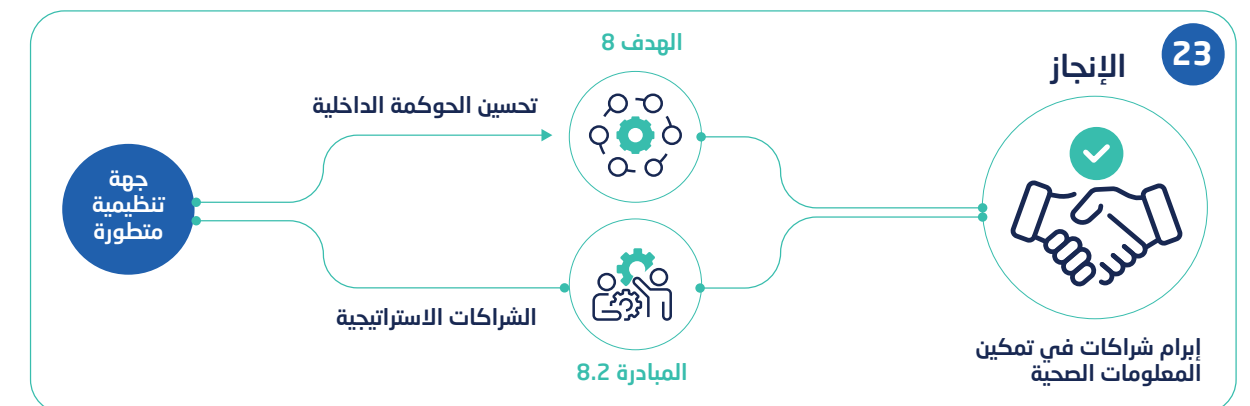 23
الإنجاز
إبرام شراكات في تمكين
المعلومات الصحية
الهدف 8
تحسين الحوكمة الداخلية
الشراكات الاستراتيجية
المبادرة 8.2
جهة
تنظيمية
متطورة